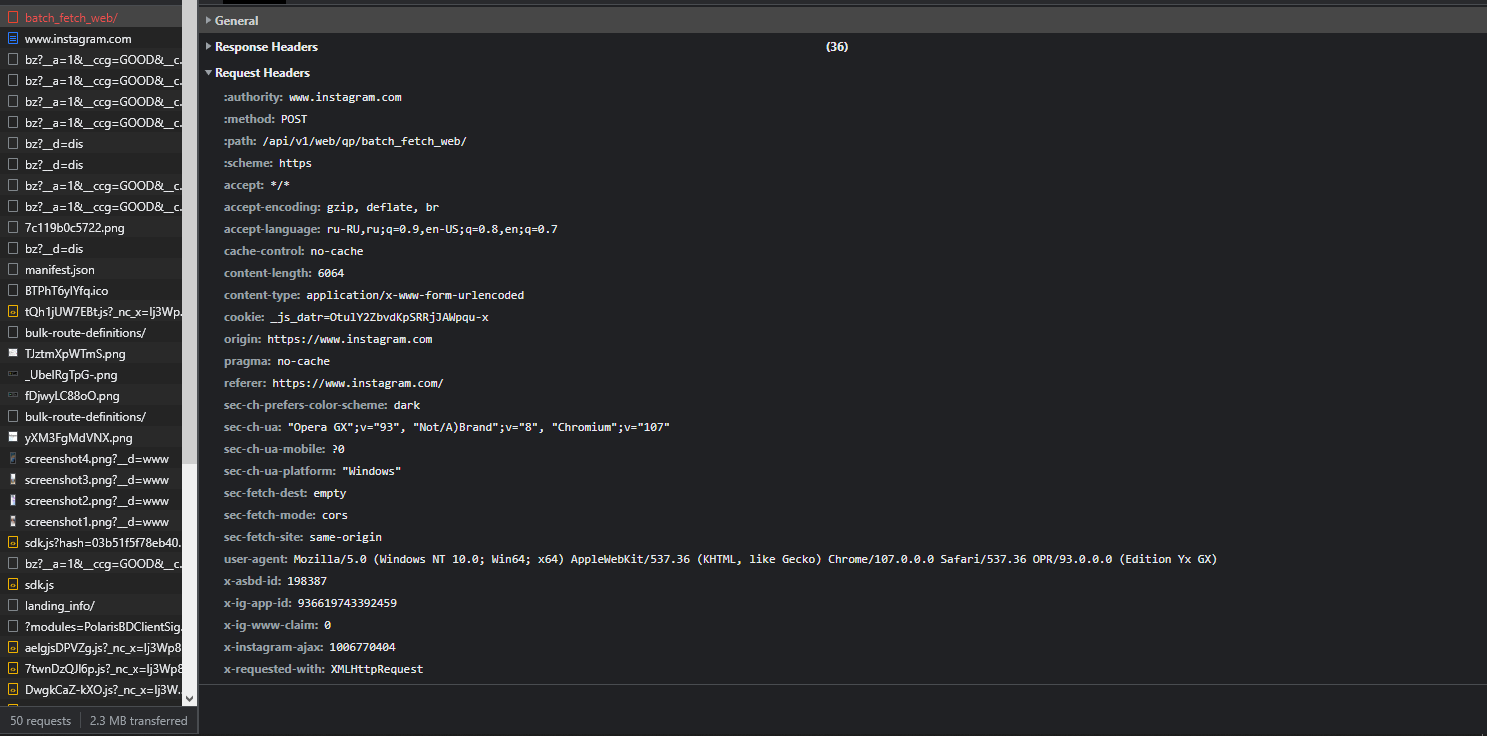 batch_fetch_web/
www.instagram.com
bz?__a=1&__ccg=GOOD&__c.
bz?__a=1&__ccg=GOOD&__c.
bz?__a=1&__ccg=GOOD&__c.
bz?__a=1&__ccg=GOOD&__c.
bz?__d=dis
bz?__d=dis
bz?__a=1&__ccg=GOOD&__c.
bz?__a=1&__ccg=GOOD&__c.
7c119b0c5722.png
bz?__d=dis
manifest.json
BTPhT6yIYfq.ico
tQh1jUW7EBt.js?_nc_x=Ij3Wp.
bulk-route-definitions/
TJztmXpWTmS.png
_UbeIRgTpG-.png
fDjwyLC88oO.png
bulk-route-definitions/
yXM3FgMdVNX.png
screenshot4.png?__d=www
screenshot3.png?__d=www
screenshot2.png?__d=www
screenshot1.png?__d=www
sdk.js?hash=03b51f5f78eb40.
bz?__a=1&__ccg=GOOD&__c.
sdk.js
landing_info/
?modules=PolarisBDClientSig.
aelgjsDPVZg.js?_nc_x=Ij3Wp8
7twnDzQJl6p.js?_nc_x=Ij3Wp8
DwgkCaZ-kXO.js?_nc_x=Ij3W.
50 requests
2.3 MB transferred
General
Response Headers (36)
Request Headers
:authority: www.instagram.com
:method: POST
:path: /api/v1/web/qp/batch_fetch_web/
:scheme: https
accept: */*
accept-encoding: gzip, deflate, br
accept-language: ru-RU,ru;q=0.9,en-US;q=0.8,en;q=0.7
cache-control: no-cache
content-length: 6064
content-type: application/x-www-form-urlencoded
cookie: _js_datr=OtulY2ZbvdKpSRRjJAWpqu-x
origin: https://www.instagram.com
pragma: no-cache
referer: https://www.instagram.com/
sec-ch-prefers-color-scheme: dark
sec-ch-ua: "Opera GX";v="93", "Not/A)Brand";v="8", "Chromium";v="107"
sec-ch-ua-mobile: ?0
sec-ch-ua-platform: "Windows"
sec-fetch-dest: empty
sec-fetch-mode: cors
sec-fetch-site: same-origin
user-agent: Mozilla/5.0 (Windows NT 10.0; Win64; x64) AppleWebKit/537.36 (KHTML, like Gecko) Chrome/107.0.0.0 Safari/537.36 OPR/93.0.0.0 (Edition Yx GX)
x-asbd-id: 198387
x-ig-app-id: 936619743392459
x-ig-www-claim: 0
x-instagram-ajax: 1006770404
x-requested-with: XMLHttpRequest